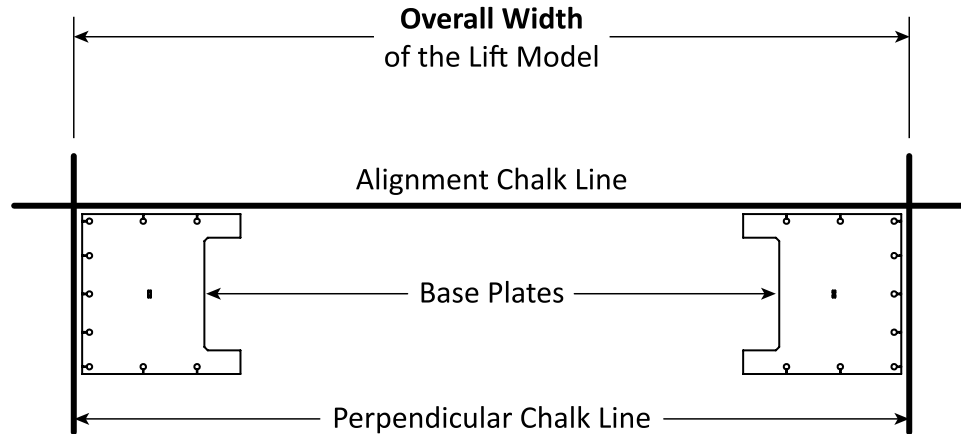 Overall Width
of the Lift Model
Alignment Chalk Line
Base Plates
Perpendicular Chalk Line